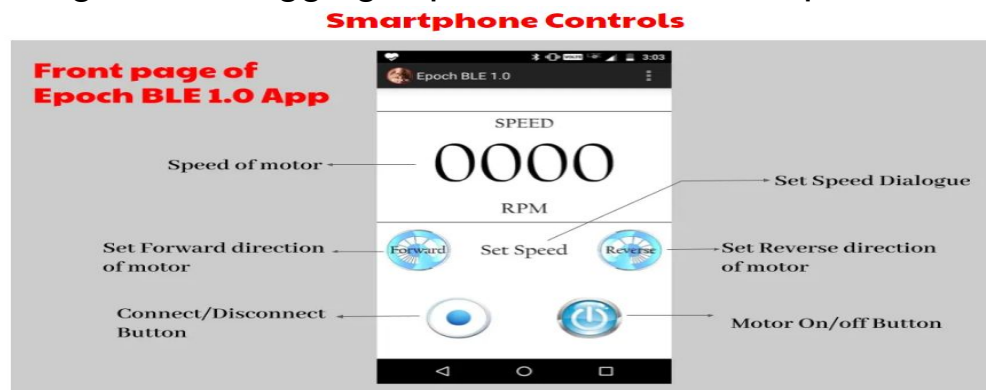 Smartphone Controls
Front page of
Epoch BLE 1.0 App
3:03
Epoch BLE 1.0
SPEED
Speed of motor
0000
Set Speed Dialogue
RPM
Set Forward direction
of motor
Forward
Set Speed
Reverse
Set Reverse direction
of motor
Connect/Disconnect
Button
Motor On/off Button